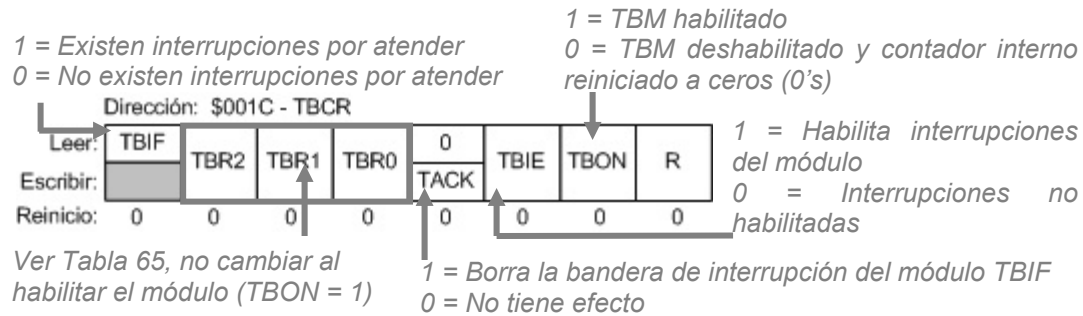 1 = TBM habilitado
0 = TBM deshabilitado y contador interno
reiniciado a ceros (0's)
1 = Existen interrupciones por atender
0 = No existen interrupciones por atender
Dirección: $001C - TBCR
Leer: TBIF TBR2 TBR1 TBR0 0 TBIE TBON R
Escribir: TACK
Reinicio: 0 0 0 0 0 0 0 0
1 = Habilita interrupciones
del módulo
0 = Interrupciones no
habilitadas
Ver Tabla 65, no cambiar al
habilitar el módulo (TBON = 1)
1 = Borra la bandera de interrupción del módulo TBIF
0 = No tiene efecto